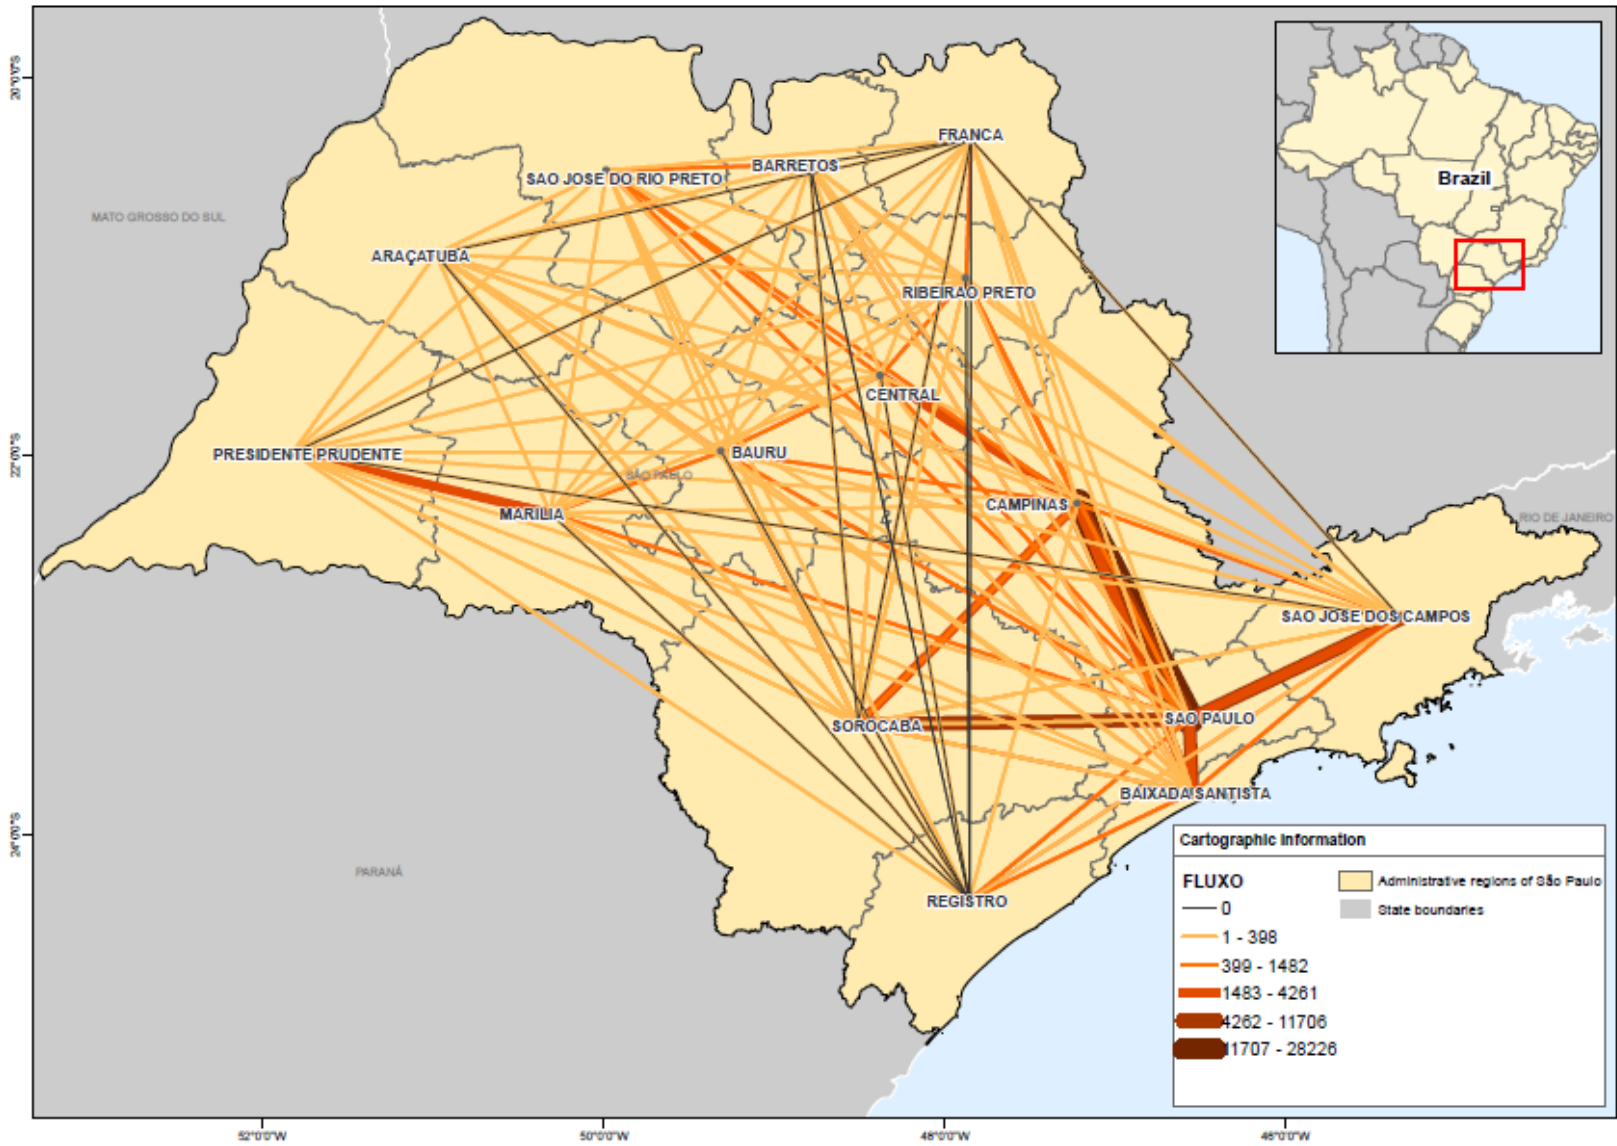 20°0'0"S
22°0'0"S
24°0'0"S
FRANCA
BARRETOS
SAO JOSE DO RIO PRETO
MATO GROSSO DO SUL
ARAÇATUBA
RIBEIRAO PRETO
CENTRAL
PRESIDENTE PRUDENTE
BAURU
SÃO PAULO
CAMPINAS
MARILIA
RIO DE JANEIRO
SAO JOSE DOS CAMPOS
SOROCABA
SAO PAULO
BAIXADA SANTISTA
PARANÁ
REGISTRO
Brazil
Cartographic Information
FLUXO
0
1 - 398
399 - 1482
1483 - 4261
4262 - 11706
11707 - 28226
Administrative regions of São Paulo
State boundaries
52°0'0"W
50°0'0"W
48°0'0"W
46°0'0"W